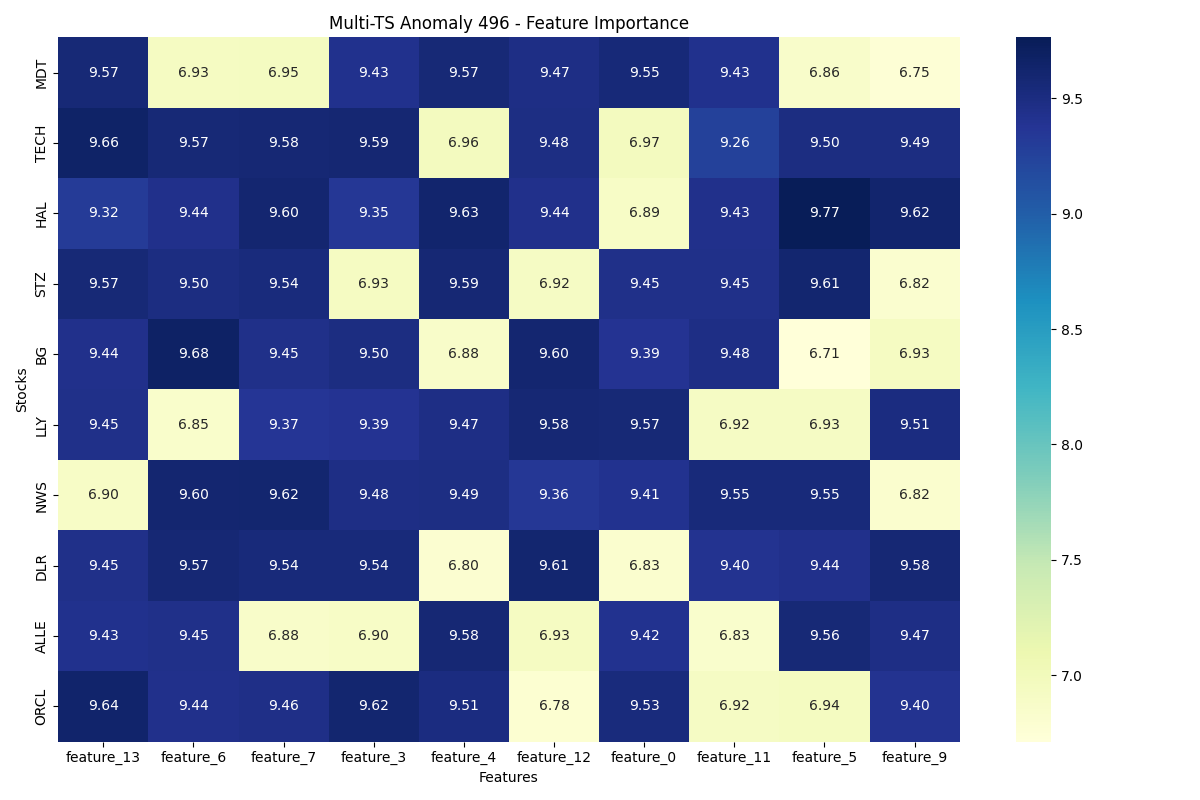 Multi-TS Anomaly 496 - Feature Importance
Stocks
MDT 9.57 6.93 6.95 9.43 9.57 9.47 9.55 9.43 6.86 6.75
TECH 9.66 9.57 9.58 9.59 6.96 9.48 6.97 9.26 9.50 9.49
HAL 9.32 9.44 9.60 9.35 9.63 9.44 6.89 9.43 9.77 9.62
STZ 9.57 9.50 9.54 6.93 9.59 6.92 9.45 9.45 9.61 6.82
BG 9.44 9.68 9.45 9.50 6.88 9.60 9.39 9.48 6.71 6.93
LLY 9.45 6.85 9.37 9.39 9.47 9.58 9.57 6.92 6.93 9.51
NWS 6.90 9.60 9.62 9.48 9.49 9.36 9.41 9.55 9.55 6.82
DLR 9.45 9.57 9.54 9.54 6.80 9.61 6.83 9.40 9.44 9.58
ALLE 9.43 9.45 6.88 6.90 9.58 6.93 9.42 6.83 9.56 9.47
ORCL 9.64 9.44 9.46 9.62 9.51 6.78 9.53 6.92 6.94 9.40
feature_13 feature_6 feature_7 feature_3 feature_4 feature_12 feature_0 feature_11 feature_5 feature_9
Features
9.5
9.0
8.5
8.0
7.5
7.0